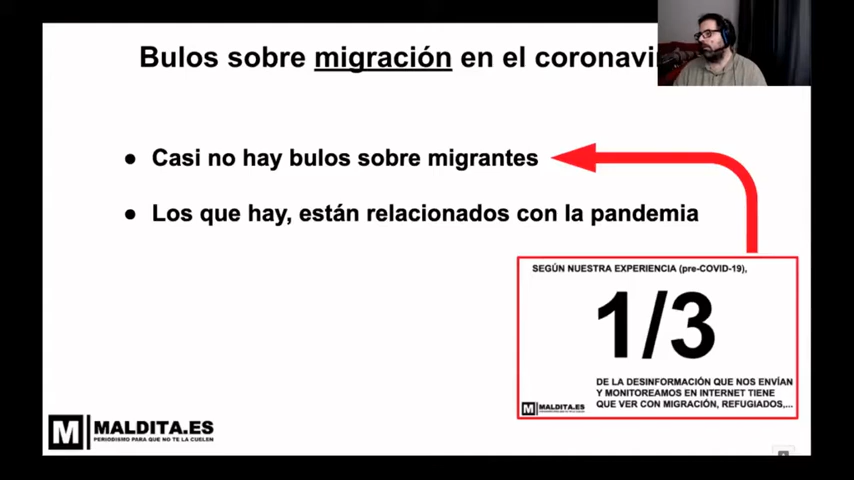 Bulos sobre migración en el coronavi
Casi no hay bulos sobre migrantes
Los que hay, están relacionados con la pandemia
SEGÚN NUESTRA EXPERIENCIA (pre-COVID-19),
1/3
DE LA DESINFORMACIÓN QUE NOS ENVÍAN
Y MONITOREAMOS EN INTERNET TIENE
QUE VER CON MIGRACIÓN, REFUGIADOS,...
M MALDITA.ES
M MALDITA.ES
PERIODISMO PARA QUE NO TE LA CUELEN